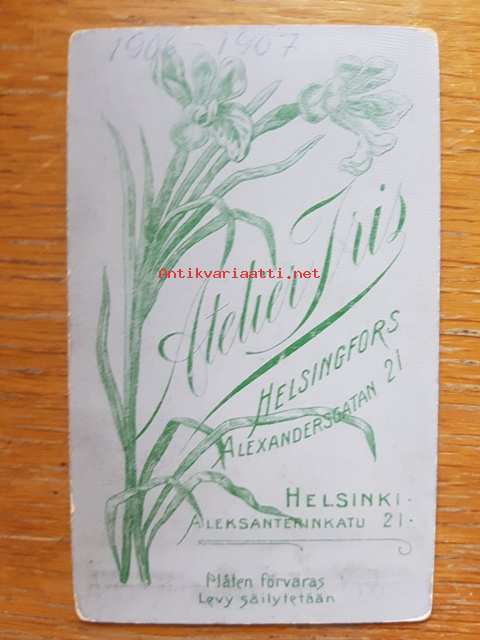 1906 - 1907
Atelier Iris
Antikvariaatti.net
HELSINGFORS
ALEXANDERSGATAN 21
HELSINKI.
ALEKSANTERINKATU 21.
Plåten förvaras
Levy säilytetään